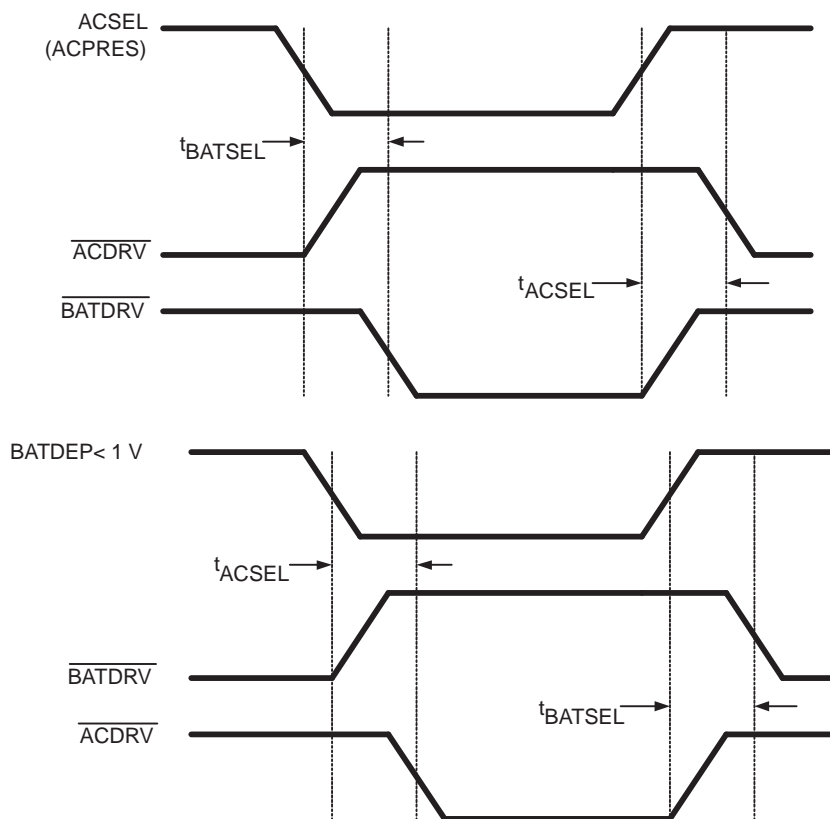 ACSEL
(ACPRES)
tBATSEL
ACDRV
tACSEL
BATDRV
BATDEP< 1 V
tACSEL
BATDRV
tBATSEL
ACDRV